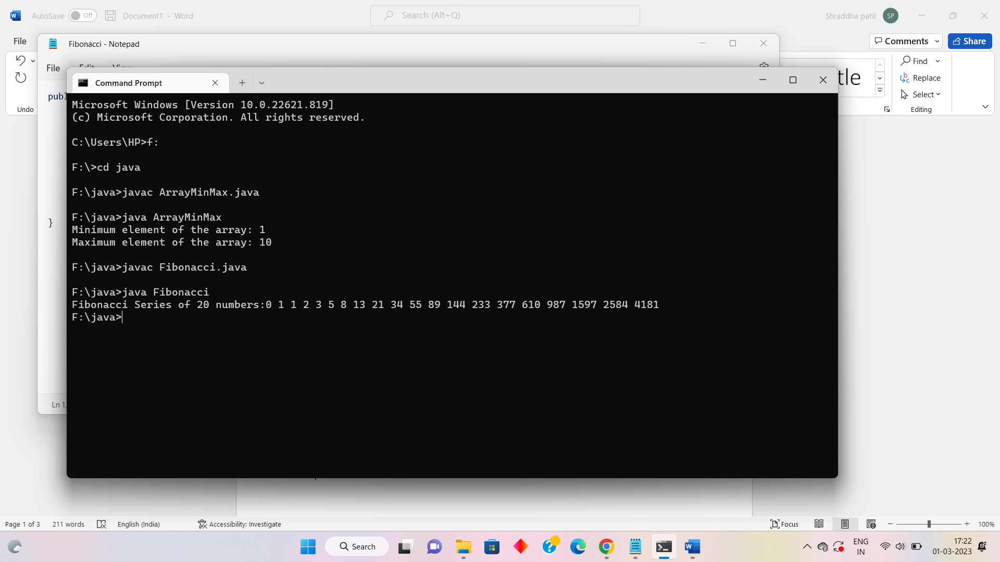 AutoSave Off Document1 - Word Search (Alt+Q) Shraddha patil SP
File Comments Share
Fibonacci - Notepad
File Edit View
Undo
Find
Replace
Select
Editing
publ
}
Ln 1,
Command Prompt
Microsoft Windows [Version 10.0.22621.819]
(c) Microsoft Corporation. All rights reserved.
C:\Users\HP>f:
F:\>cd java
F:\java>javac ArrayMinMax.java
F:\java>java ArrayMinMax
Minimum element of the array: 1
Maximum element of the array: 10
F:\java>javac Fibonacci.java
F:\java>java Fibonacci
Fibonacci Series of 20 numbers:0 1 1 2 3 5 8 13 21 34 55 89 144 233 377 610 987 1597 2584 4181
F:\java>
Page 1 of 3 211 words English (India) Accessibility: Investigate Focus 100%
Search ENG 17:22
IN 01-03-2023